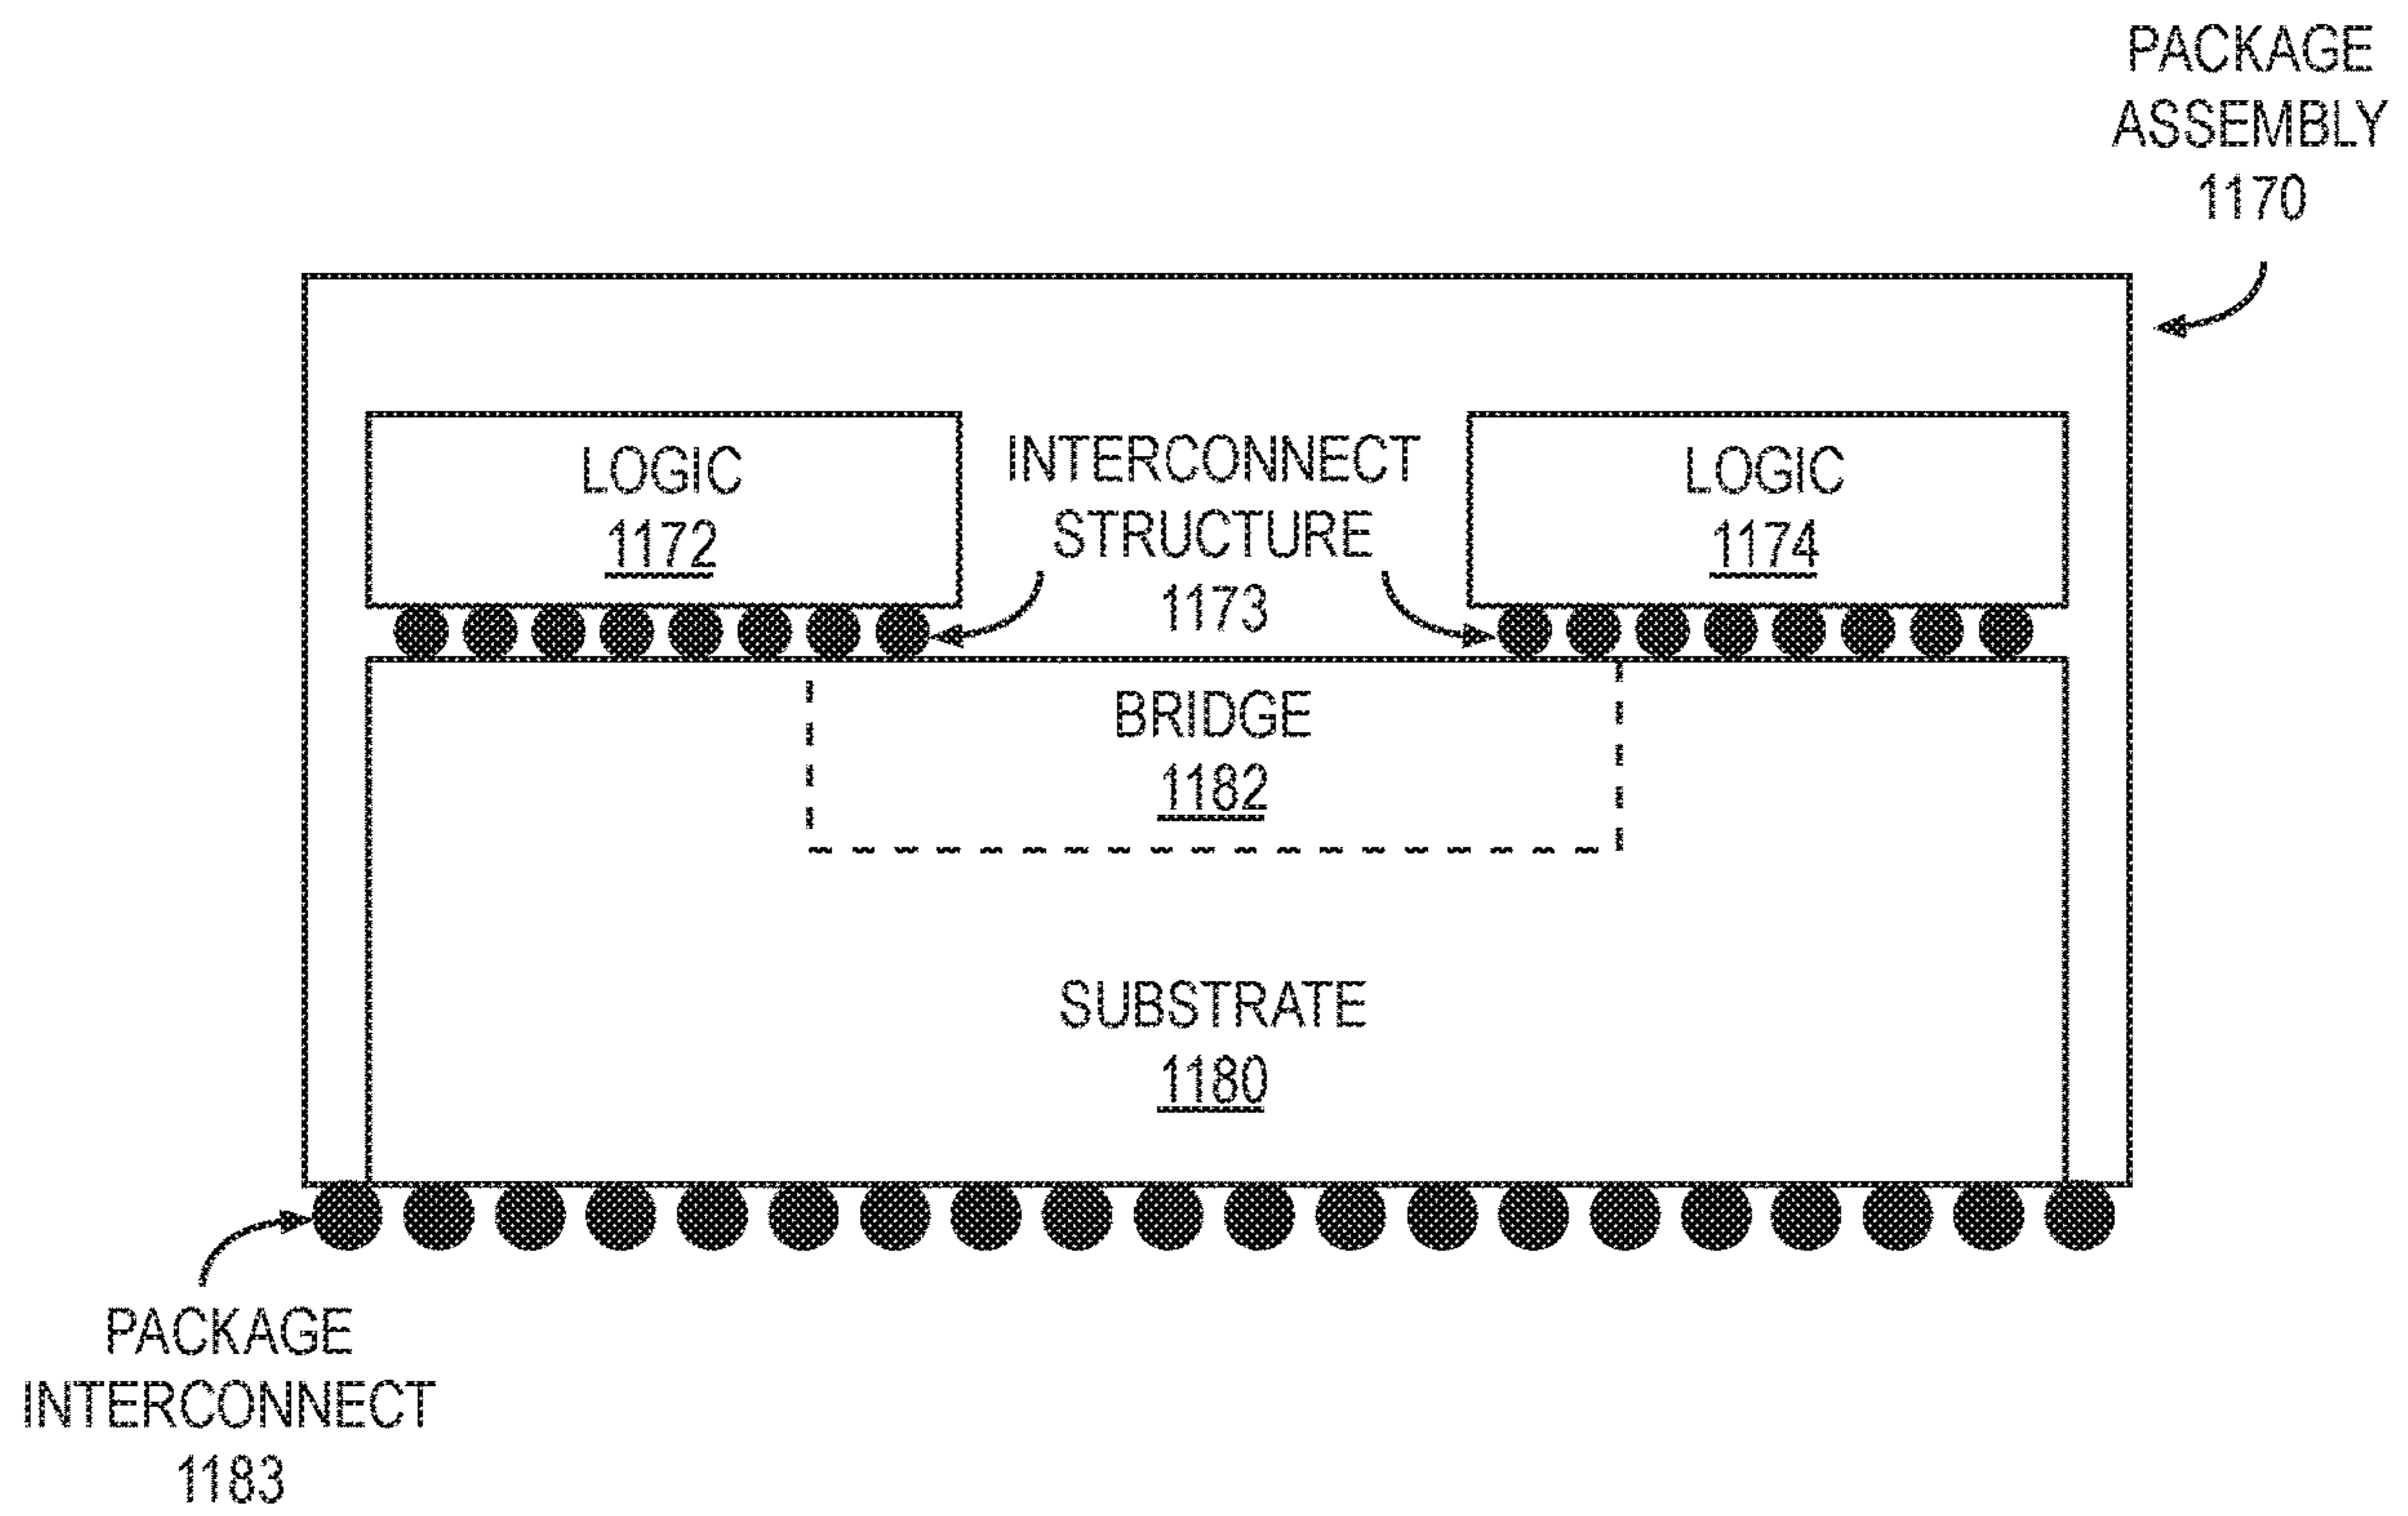 PACKAGE
ASSEMBLY
1170
LOGIC
1172
INTERCONNECT
STRUCTURE
1173
LOGIC
1174
BRIDGE
1182
SUBSTRATE
1180
PACKAGE
INTERCONNECT
1183